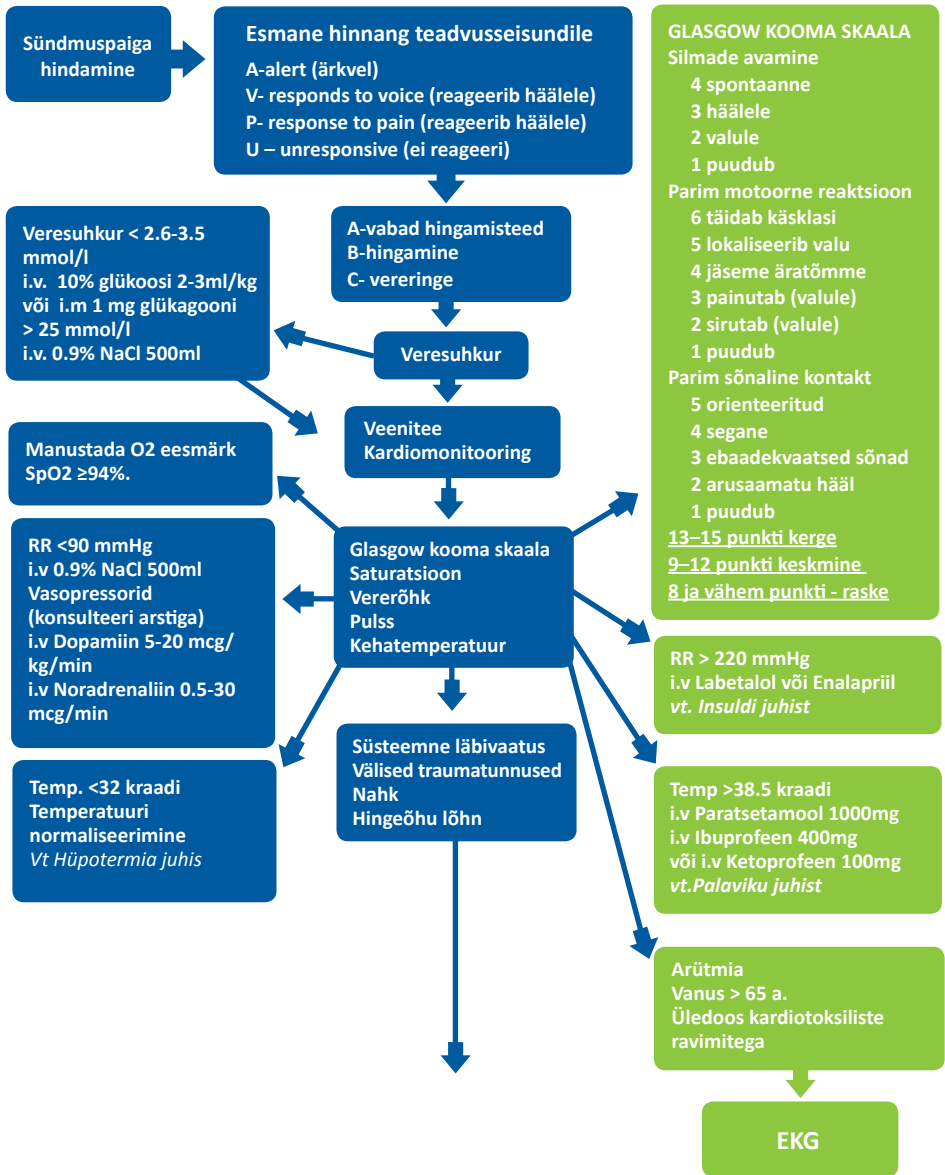 Sündmuspaiga
hindamine
Esmane hinnang teadvusseisundile
A-alert (ärkvel)
V- responds to voice (reageerib häälele)
P- response to pain (reageerib häälele)
U – unresponsive (ei reageeri)
GLASGOW KOOMA SKAALA
Silmade avamine
4 spontaanne
3 häälele
2 valule
1 puudub
Parim motoorne reaktsioon
6 täidab käsklasi
5 lokaliseerib valu
4 jäseme äratõmme
3 painutab (valule)
2 sirutab (valule)
1 puudub
Parim sõnaline kontakt
5 orienteeritud
4 segane
3 ebaadekvaatsed sõnad
2 arusaamatu hääl
1 puudub
13–15 punkti kerge
9–12 punkti keskmine
8 ja vähem punkti - raske
A-vabad hingamisteed
B-hingamine
C- vereringe
Veresuhkur < 2.6-3.5
mmol/l
i.v. 10% glükoosi 2-3ml/kg
või i.m 1 mg glükagooni
> 25 mmol/l
i.v. 0.9% NaCl 500ml
Veresuhkur
Veenitee
Kardiomonitooring
Manustada O2 eesmärk
SpO2 ≥94%.
RR <90 mmHg
i.v 0.9% NaCl 500ml
Vasopressorid
(konsulteeri arstiga)
i.v Dopamiin 5-20 mcg/
kg/min
i.v Noradrenaliin 0.5-30
mcg/min
Glasgow kooma skaala
Saturatsioon
Vererõhk
Pulss
Kehatemperatuur
RR > 220 mmHg
i.v Labetalol või Enalapriil
vt. Insuldi juhist
Temp. <32 kraadi
Temperatuuri
normaliseerimine
Vt Hüpotermia juhis
Süsteemne läbivaatus
Välised traumatunnused
Nahk
Hingeõhu lõhn
Temp >38.5 kraadi
i.v Paratsetamool 1000mg
i.v Ibuprofeen 400mg
või i.v Ketoprofeen 100mg
vt.Palaviku juhist
Arütmia
Vanus > 65 a.
Üledoos kardiotoksiliste
ravimitega
EKG